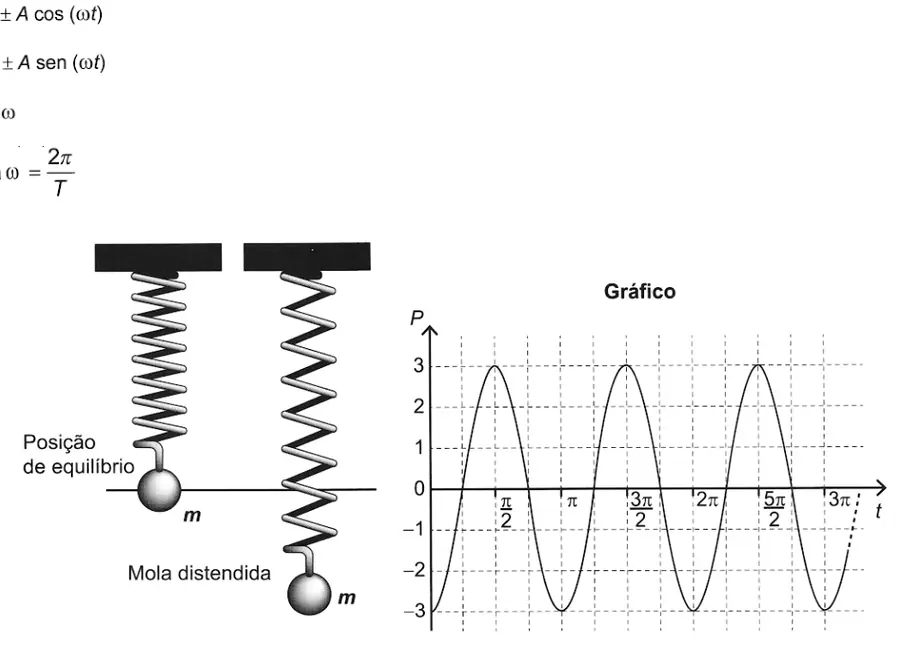 ± A cos (ωt)
± A sen (ωt)
ω
ω = 2π/T
Gráfico
P
3
2
1
0
–1
–2
–3
π/2
π
3π/2
2π
5π/2
3π
t
Posição
de equilíbrio
m
Mola distendida
m